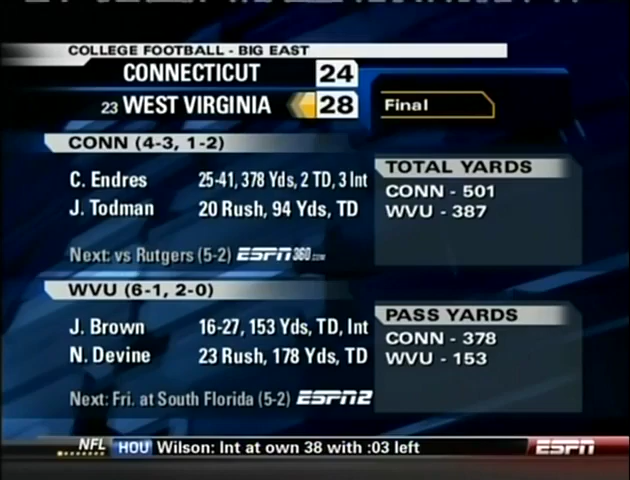 COLLEGE FOOTBALL - BIG EAST
CONNECTICUT 24
23 WEST VIRGINIA 28
Final
CONN (4-3, 1-2)
C. Endres 25-41, 378 Yds, 2 TD, 3 Int
J. Todman 20 Rush, 94 Yds, TD
Next: vs Rutgers (5-2) ESPN360.COM
TOTAL YARDS
CONN - 501
WVU - 387
WVU (6-1, 2-0)
J. Brown 16-27, 153 Yds, TD, Int
N. Devine 23 Rush, 178 Yds, TD
Next: Fri. at South Florida (5-2) ESPN2
PASS YARDS
CONN - 378
WVU - 153
NFL HOU Wilson: Int at own 38 with :03 left ESPN